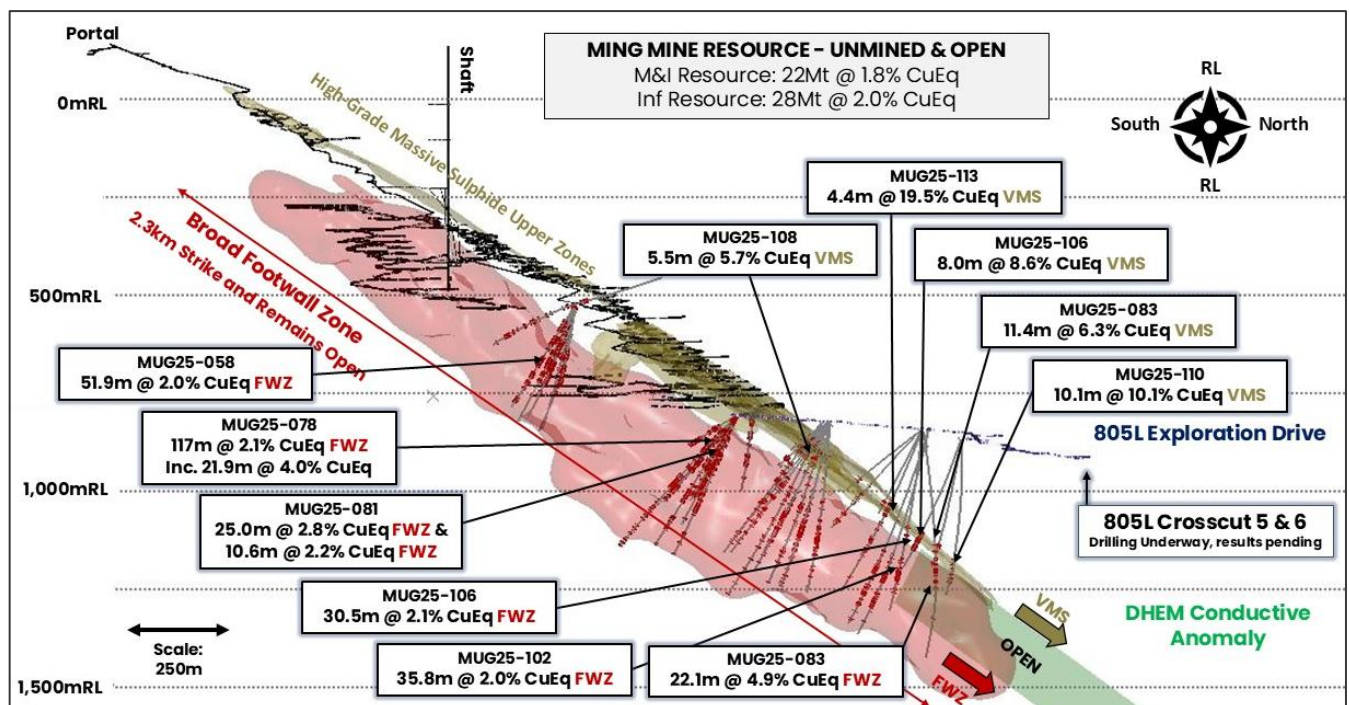 Portal
Shaft
MING MINE RESOURCE - UNMINED & OPEN
M&I Resource: 22Mt @ 1.8% CuEq
Inf Resource: 28Mt @ 2.0% CuEq
RL
South
North
RL
0mRL
High-Grade Massive Sulphide Upper Zones
MUG25-113
4.4m @ 19.5% CuEq VMS
Broad Footwall Zone
2.3km Strike and Remains Open
MUG25-108
5.5m @ 5.7% CuEq VMS
MUG25-106
8.0m @ 8.6% CuEq VMS
500mRL
MUG25-083
11.4m @ 6.3% CuEq VMS
MUG25-058
51.9m @ 2.0% CuEq FWZ
MUG25-110
10.1m @ 10.1% CuEq VMS
MUG25-078
117m @ 2.1% CuEq FWZ
Inc. 21.9m @ 4.0% CuEq
805L Exploration Drive
1,000mRL
MUG25-081
25.0m @ 2.8% CuEq FWZ &
10.6m @ 2.2% CuEq FWZ
805L Crosscut 5 & 6
Drilling Underway, results pending
MUG25-106
30.5m @ 2.1% CuEq FWZ
VMS
DHEM Conductive
Anomaly
Scale:
250m
OPEN
MUG25-102
35.8m @ 2.0% CuEq FWZ
MUG25-083
22.1m @ 4.9% CuEq FWZ
FWZ
1,500mRL